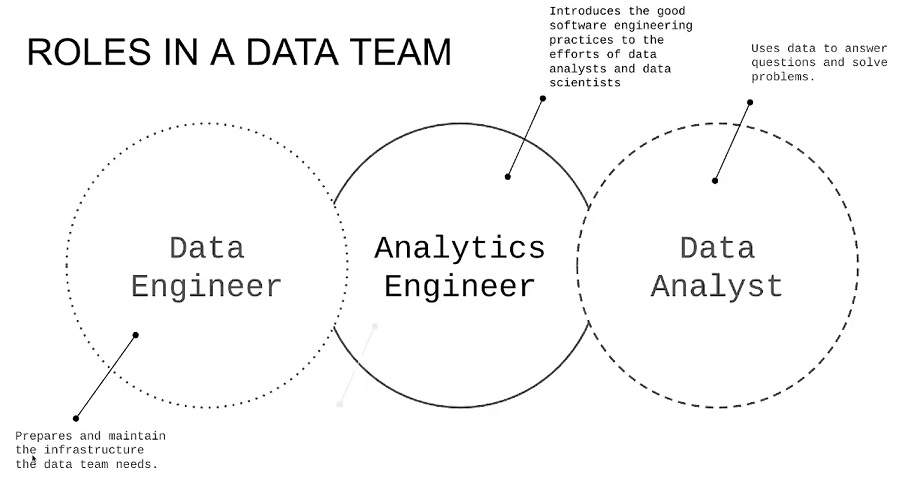 ROLES IN A DATA TEAM
Introduces the good
software engineering
practices to the
efforts of data
analysts and data
scientists
Uses data to answer
questions and solve
problems.
Data
Engineer
Analytics
Engineer
Data
Analyst
Prepares and maintain
the infrastructure
the data team needs.